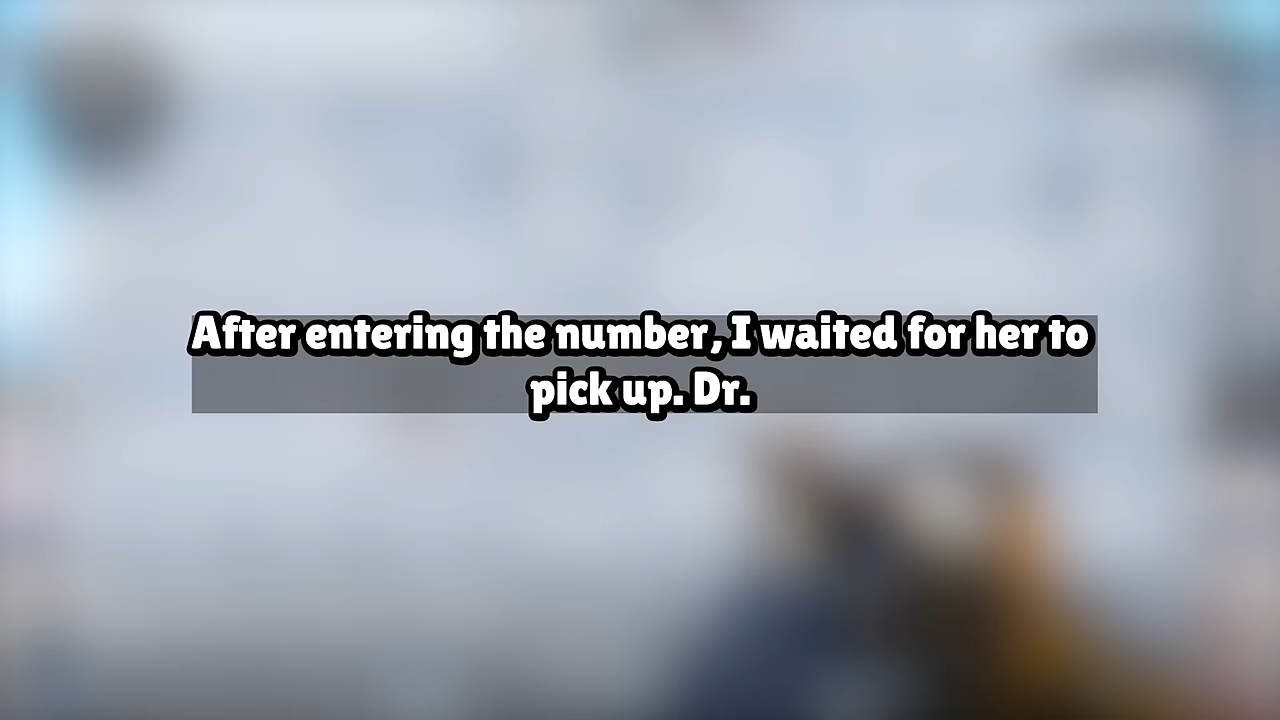 After entering the number, I waited for her to
pick up. Dr.